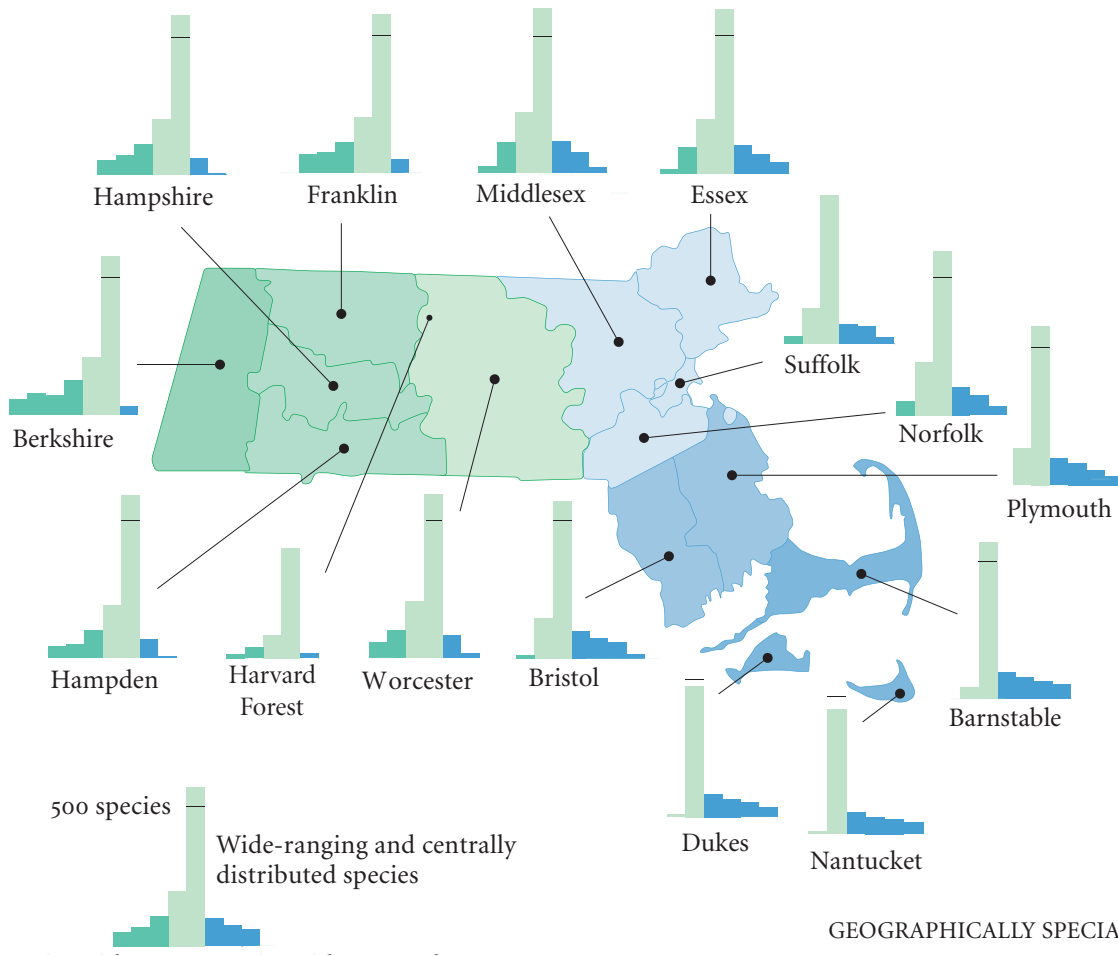 Hampshire
Franklin
Middlesex
Essex
Suffolk
Berkshire
Norfolk
Plymouth
Hampden
Harvard
Forest
Worcester
Bristol
Barnstable
Dukes
Nantucket
500 species
Wide-ranging and centrally
distributed species
GEOGRAPHICALLY SPECIA